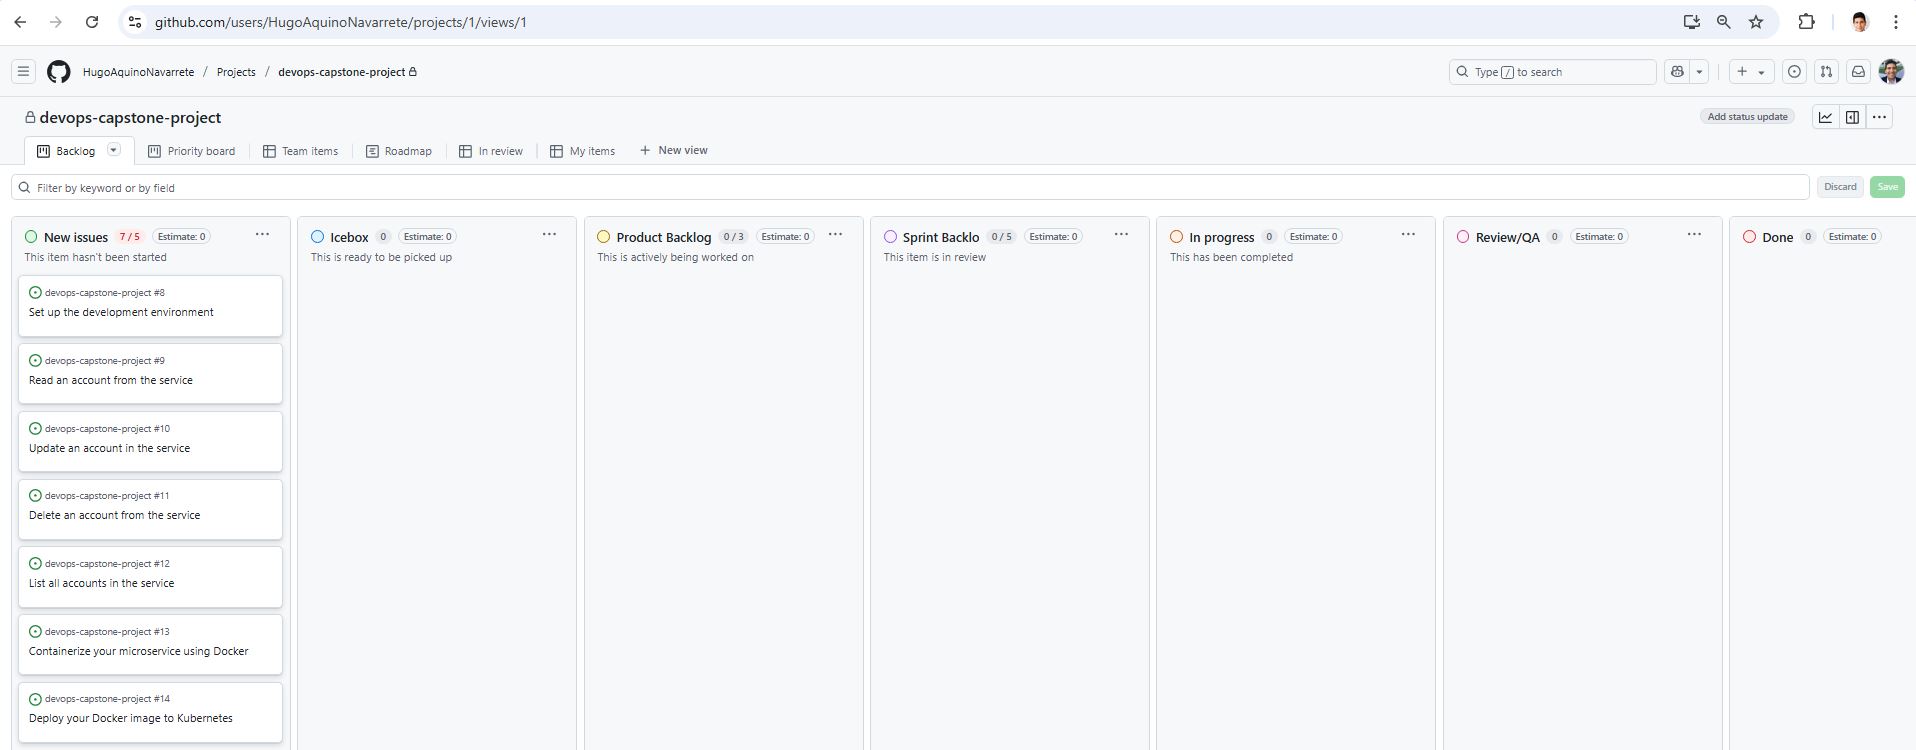 github.com/users/HugoAquinoNavarrete/projects/1/views/1
HugoAquinoNavarrete / Projects / devops-capstone-project
Type / to search
devops-capstone-project
Add status update
Backlog
Priority board
Team items
Roadmap
In review
My items
New view
Filter by keyword or by field
Discard
Save
New issues 7 / 5 Estimate: 0
This item hasn't been started
devops-capstone-project #8
Set up the development environment
devops-capstone-project #9
Read an account from the service
devops-capstone-project #10
Update an account in the service
devops-capstone-project #11
Delete an account from the service
devops-capstone-project #12
List all accounts in the service
devops-capstone-project #13
Containerize your microservice using Docker
devops-capstone-project #14
Deploy your Docker image to Kubernetes
Icebox 0 Estimate: 0
This is ready to be picked up
Product Backlog 0 / 3 Estimate: 0
This is actively being worked on
Sprint Backlo 0 / 5 Estimate: 0
This item is in review
In progress 0 Estimate: 0
This has been completed
Review/QA 0 Estimate: 0
Done 0 Estimate: 0